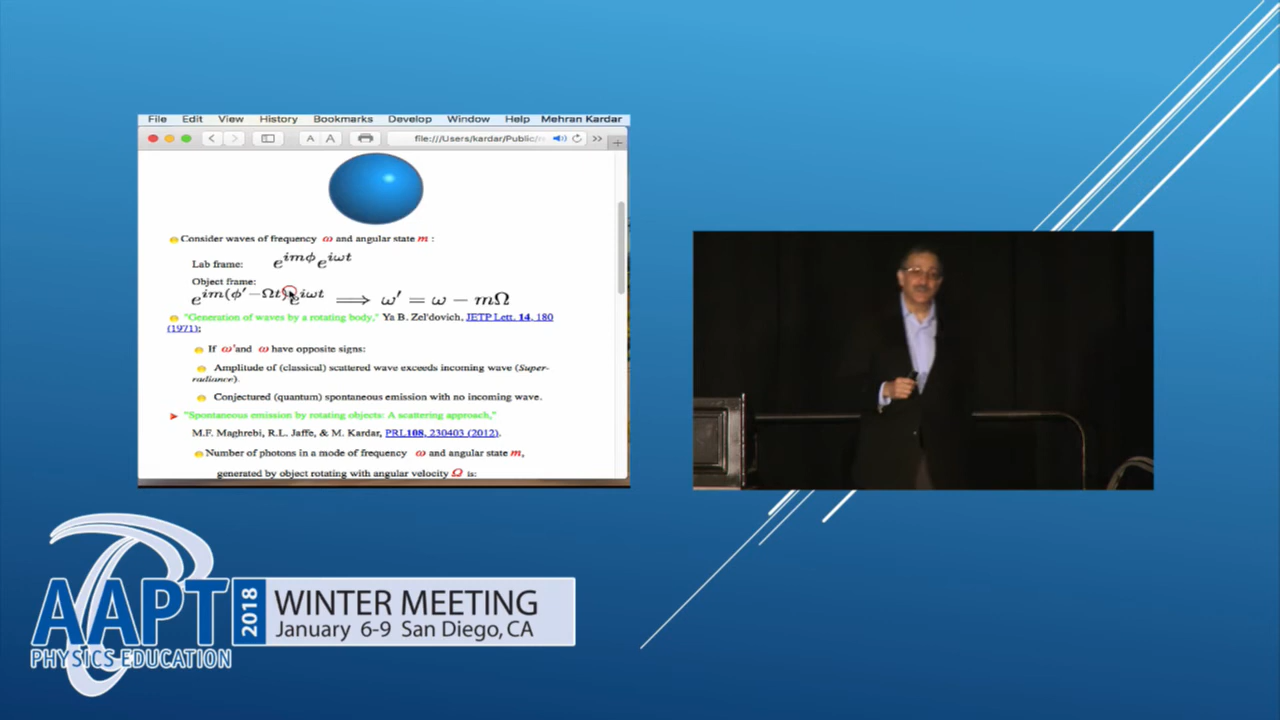 File Edit View History Bookmarks Develop Window Help Mehran Kardar
A A file:///Users/kardar/Public/re >> +
Consider waves of frequency ω and angular state m :
Lab frame: e^{imϕ}e^{iωt}
Object frame:
e^{im(ϕ′−Ωt)}e^{iωt} ⟹ ω′ = ω − mΩ
"Generation of waves by a rotating body," Ya B. Zel'dovich, JETP Lett. 14, 180
(1971);
If ω'and ω have opposite signs:
Amplitude of (classical) scattered wave exceeds incoming wave (Super-
radiance).
Conjectured (quantum) spontaneous emission with no incoming wave.
"Spontaneous emission by rotating objects: A scattering approach,"
M.F. Maghrebi, R.L. Jaffe, & M. Kardar, PRL108, 230403 (2012).
Number of photons in a mode of frequency ω and angular state m,
generated by object rotating with angular velocity Ω is:
AAPT
PHYSICS EDUCATION
2018
WINTER MEETING
January 6-9 San Diego, CA